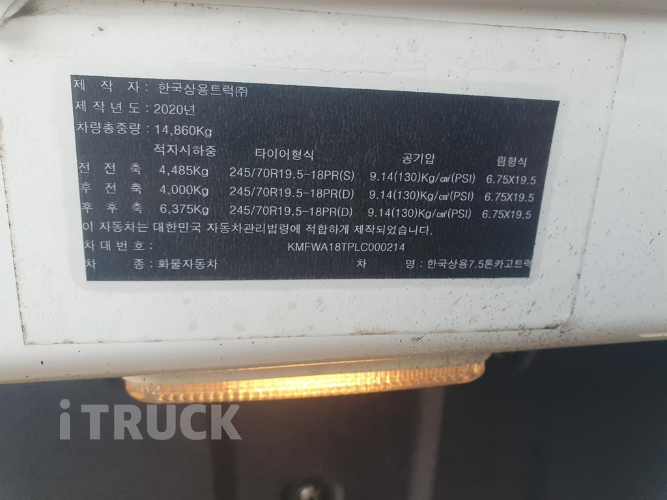 제 작 자 : 한국상용트럭㈜
제 작 년 도 : 2020년
차량총중량 : 14,860Kg
적차시하중 타이어형식 공기압 림형식
전 전 축 4,485Kg 245/70R19.5-18PR(S) 9.14(130)Kg/㎠(PSI) 6.75X19.5
후 전 축 4,000Kg 245/70R19.5-18PR(D) 9.14(130)Kg/㎠(PSI) 6.75X19.5
후 후 축 6,375Kg 245/70R19.5-18PR(D) 9.14(130)Kg/㎠(PSI) 6.75X19.5
이 자동차는 대한민국 자동차관리법령에 적합하게 제작되었습니다.
차 대 번 호 : KMFWA18TPLC000214
차 종 : 화물자동차 차 명 : 한국상용7.5톤카고트럭
iTRUCK